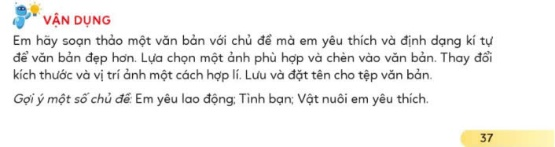 VẬN DỤNG
Em hãy soạn thảo một văn bản với chủ đề mà em yêu thích và định dạng kí tự
để văn bản đẹp hơn. Lựa chọn một ảnh phù hợp và chèn vào văn bản. Thay đổi
kích thước và vị trí ảnh một cách hợp lí. Lưu và đặt tên cho tệp văn bản.
Gợi ý một số chủ đề: Em yêu lao động; Tình bạn; Vật nuôi em yêu thích.
37